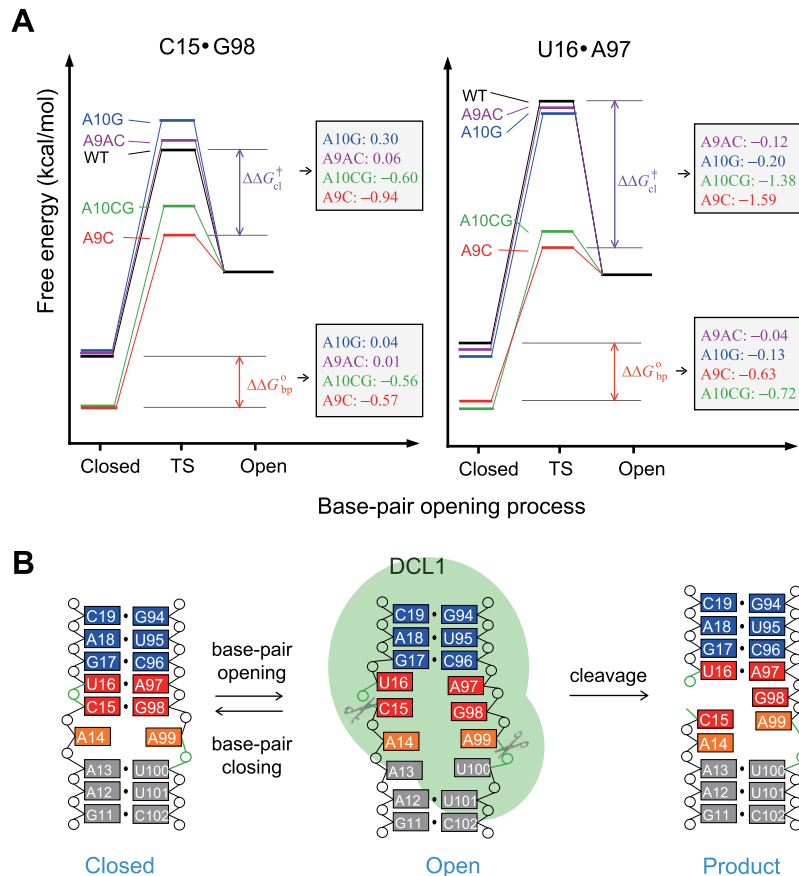 A
C15•G98
U16•A97
Free energy (kcal/mol)
A10G
A9AC
WT
A10CG
A9C
ΔΔG‡cl
A10G: 0.30
A9AC: 0.06
A10CG: −0.60
A9C: −0.94
ΔΔG°bp
A10G: 0.04
A9AC: 0.01
A10CG: −0.56
A9C: −0.57
Closed TS Open
WT
A9AC
A10G
A10CG
A9C
ΔΔG‡cl
A9AC: −0.12
A10G: −0.20
A10CG: −1.38
A9C: −1.59
ΔΔG°bp
A9AC: −0.04
A10G: −0.13
A9C: −0.63
A10CG: −0.72
Closed TS Open
Base-pair opening process
B
C19 • G94
A18 • U95
G17 • C96
U16 • A97
C15 • G98
A14 A99
A13 • U100
A12 • U101
G11 • C102
Closed
base-pair
opening
base-pair
closing
DCL1
C19 • G94
A18 • U95
G17 • C96
U16 A97
C15 G98
A14 A99
A13 U100
A12 • U101
G11 • C102
Open
cleavage
C19 • G94
A18 • U95
G17 • C96
U16 • A97
G98
C15 A99
A14
A13 • U100
A12 • U101
G11 • C102
Product